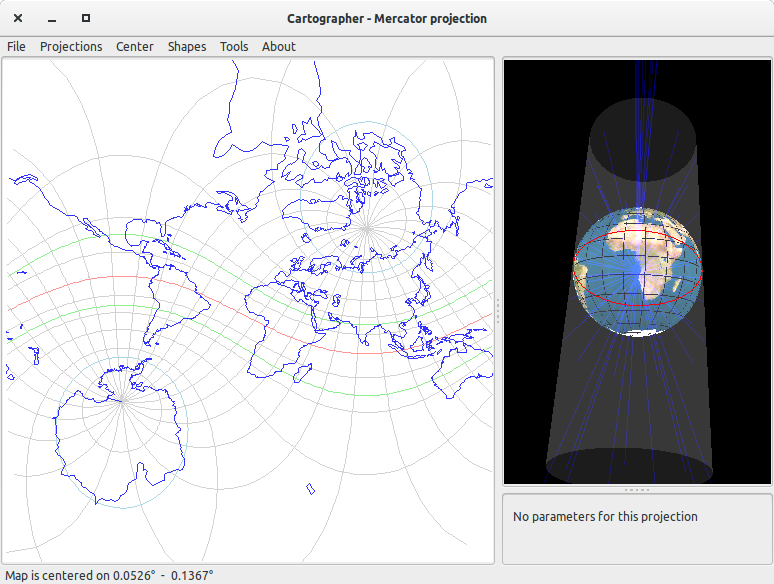 Cartographer - Mercator projection
File Projections Center Shapes Tools About
No parameters for this projection
Map is centered on 0.0526° - 0.1367°